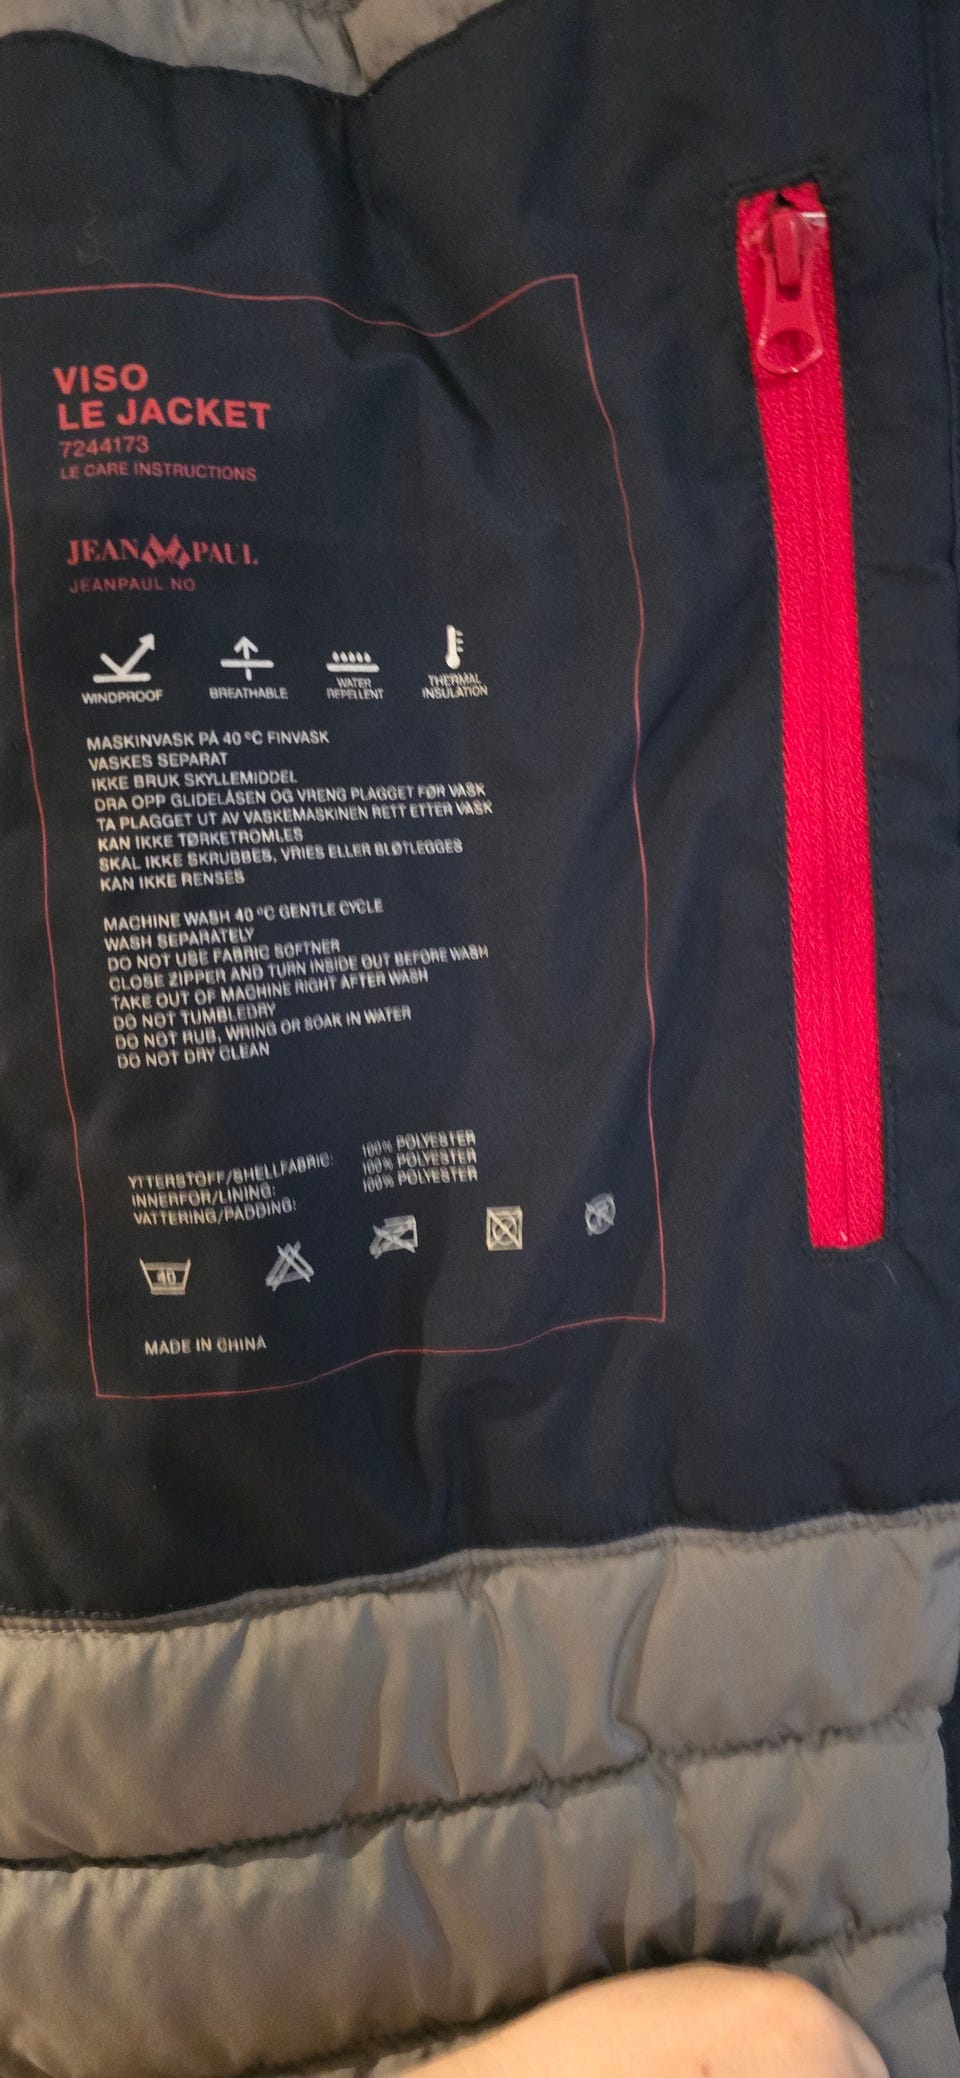 VISO
LE JACKET
7244173
LE CARE INSTRUCTIONS
JEAN PAUL
JEANPAUL.NO
WINDPROOF
BREATHABLE
WATER REPELLENT
THERMAL INSULATION
MASKINVASK PÅ 40 °C FINVASK
VASKES SEPARAT
IKKE BRUK SKYLLEMIDDEL
DRA OPP GLIDELÅSEN OG VRENG PLAGGET FØR VASK
TA PLAGGET UT AV VASKEMASKINEN RETT ETTER VASK
KAN IKKE TØRKETROMLES
SKAL IKKE SKRUBBES, VRIES ELLER BLØTLEGGES
KAN IKKE RENSES
MACHINE WASH 40 °C GENTLE CYCLE
WASH SEPARATELY
DO NOT USE FABRIC SOFTNER
CLOSE ZIPPER AND TURN INSIDE OUT BEFORE WASH
TAKE OUT OF MACHINE RIGHT AFTER WASH
DO NOT TUMBLEDRY
DO NOT RUB, WRING OR SOAK IN WATER
DO NOT DRY CLEAN
YTTERSTOFF/SHELLFABRIC: 100% POLYESTER
INNERFOR/LINING: 100% POLYESTER
VATTERING/PADDING: 100% POLYESTER
40
MADE IN CHINA